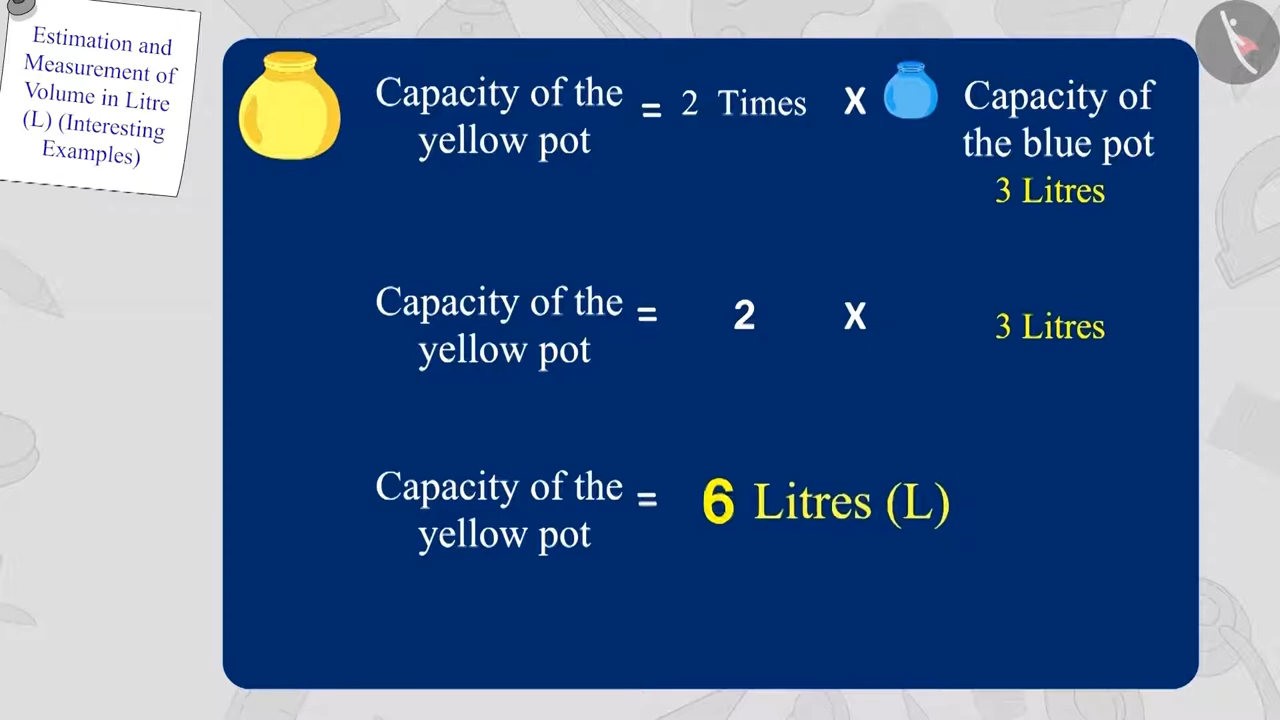 Estimation and
Measurement of
Volume in Litre
(L) (Interesting
Examples)
Capacity of the
yellow pot
= 2 Times X
Capacity of
the blue pot
3 Litres
Capacity of the
yellow pot
= 2 X 3 Litres
Capacity of the
yellow pot
= 6 Litres (L)